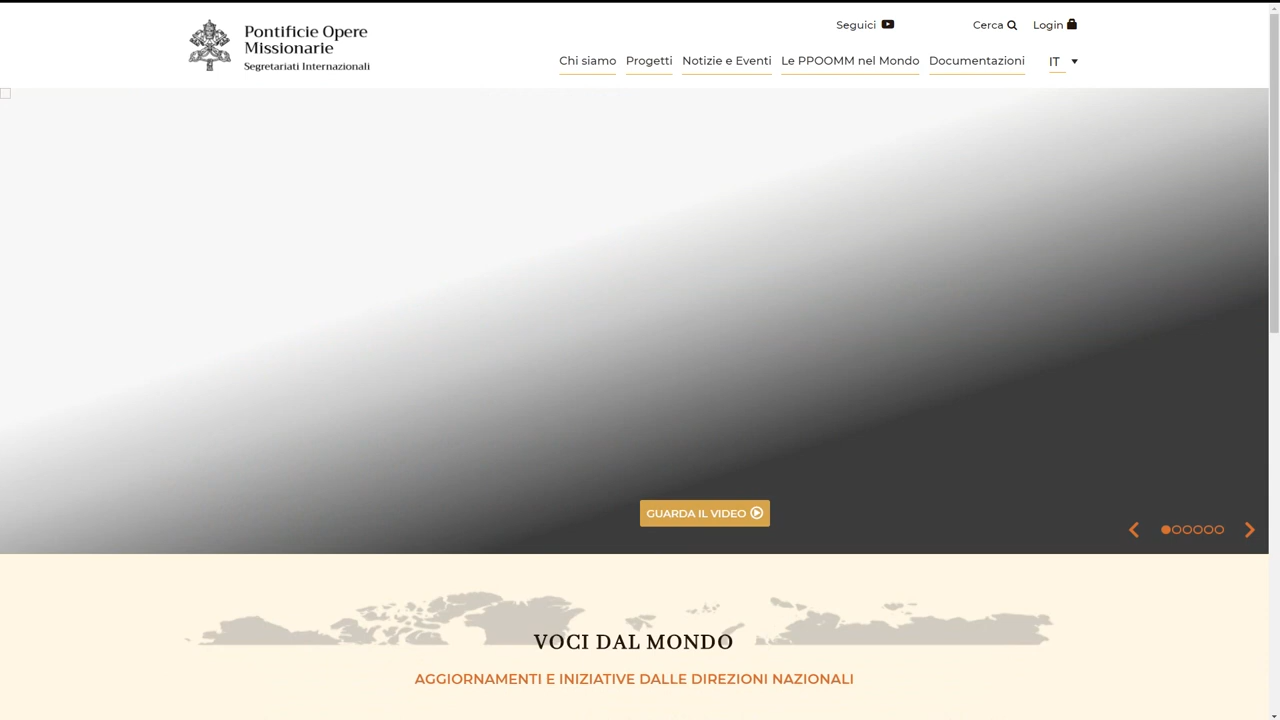 Pontificie Opere
Missionarie
Segretariati Internazionali
Seguici
Cerca
Login
Chi siamo
Progetti
Notizie e Eventi
Le PPOOMM nel Mondo
Documentazioni
IT
GUARDA IL VIDEO
VOCI DAL MONDO
AGGIORNAMENTI E INIZIATIVE DALLE DIREZIONI NAZIONALI